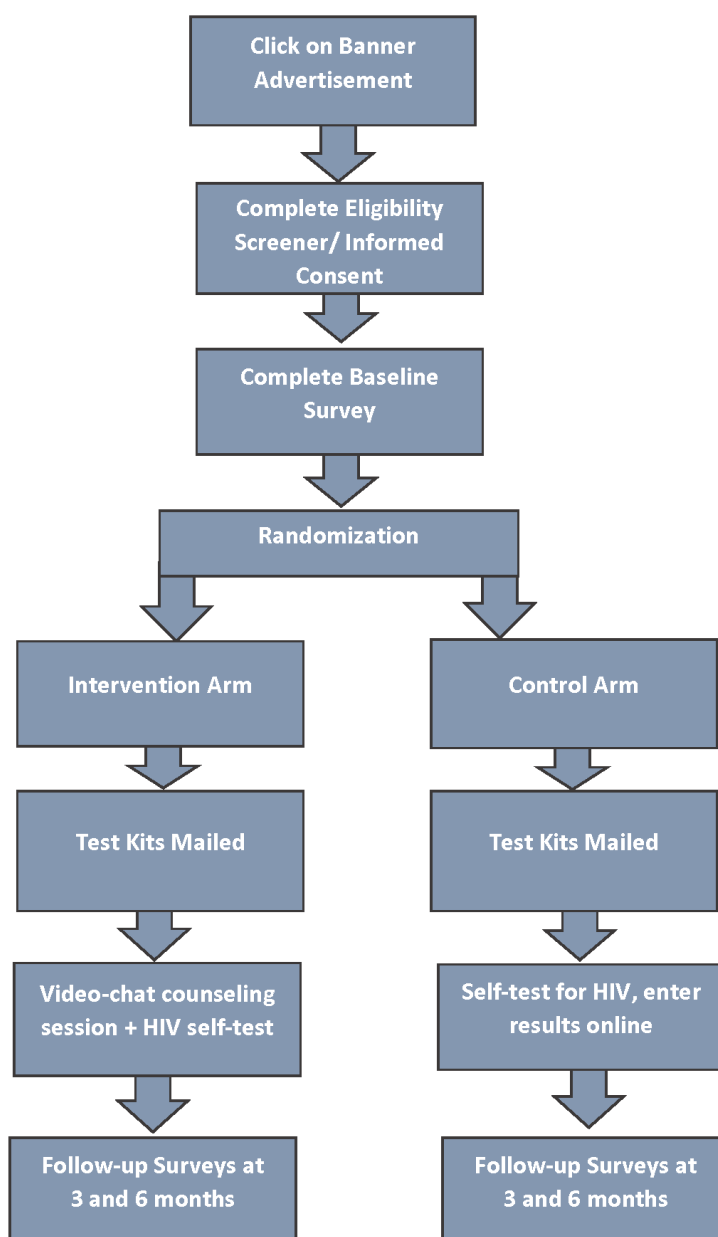 Click on Banner
Advertisement
Complete Eligibility
Screener/ Informed
Consent
Complete Baseline
Survey
Randomization
Intervention Arm
Control Arm
Test Kits Mailed
Test Kits Mailed
Video-chat counseling
session + HIV self-test
Self-test for HIV, enter
results online
Follow-up Surveys at
3 and 6 months
Follow-up Surveys at
3 and 6 months